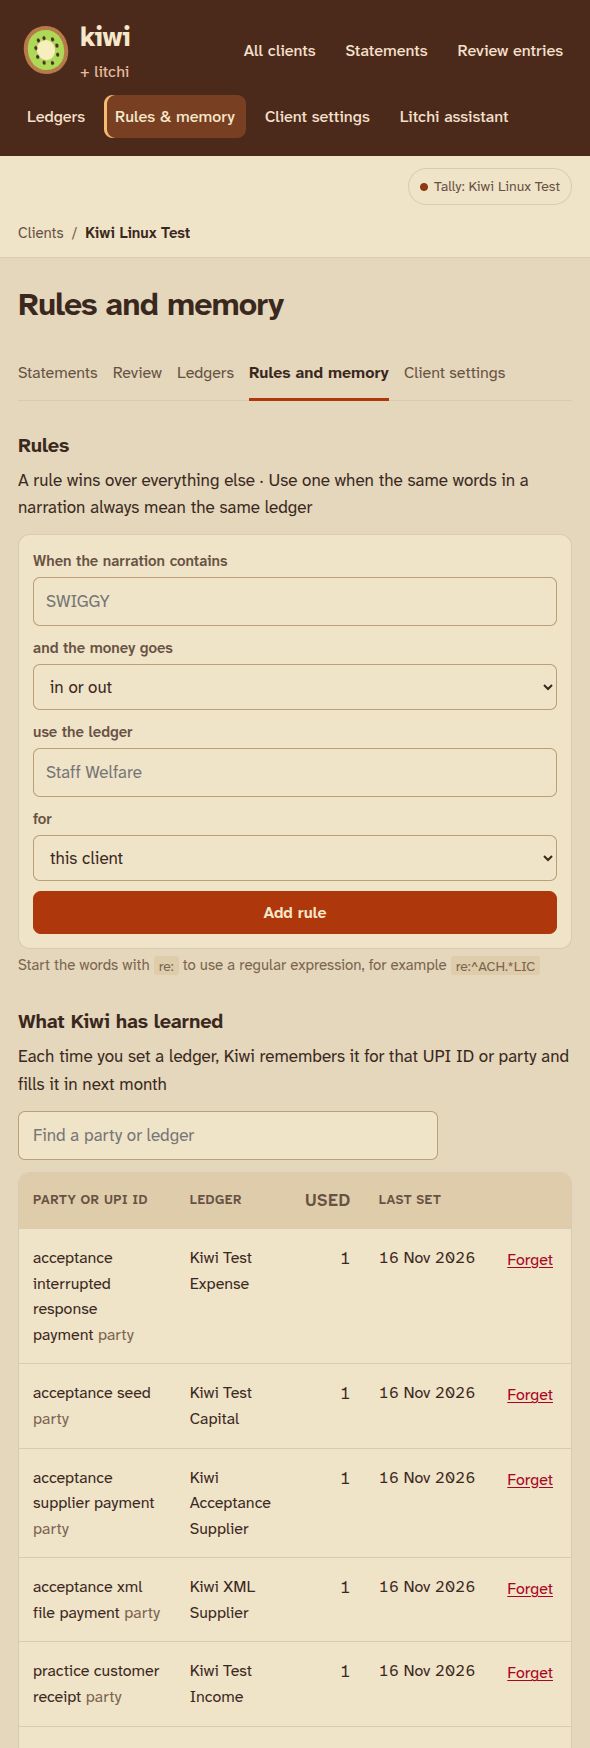 kiwi
+ litchi
All clients
Statements
Review entries
Ledgers
Rules & memory
Client settings
Litchi assistant
Tally: Kiwi Linux Test
Clients / Kiwi Linux Test
Rules and memory
Statements
Review
Ledgers
Rules and memory
Client settings
Rules
A rule wins over everything else · Use one when the same words in a
narration always mean the same ledger
When the narration contains
SWIGGY
and the money goes
in or out
use the ledger
Staff Welfare
for
this client
Add rule
Start the words with re: to use a regular expression, for example re:^ACH.*LIC
What Kiwi has learned
Each time you set a ledger, Kiwi remembers it for that UPI ID or party and
fills it in next month
Find a party or ledger
PARTY OR UPI ID LEDGER USED LAST SET
acceptance Kiwi Test 1 16 Nov 2026 Forget
interrupted Expense
response
payment party
acceptance seed Kiwi Test 1 16 Nov 2026 Forget
party Capital
acceptance Kiwi 1 16 Nov 2026 Forget
supplier payment Acceptance
party Supplier
acceptance xml Kiwi XML 1 16 Nov 2026 Forget
file payment party Supplier
practice customer Kiwi Test 1 16 Nov 2026 Forget
receipt party Income